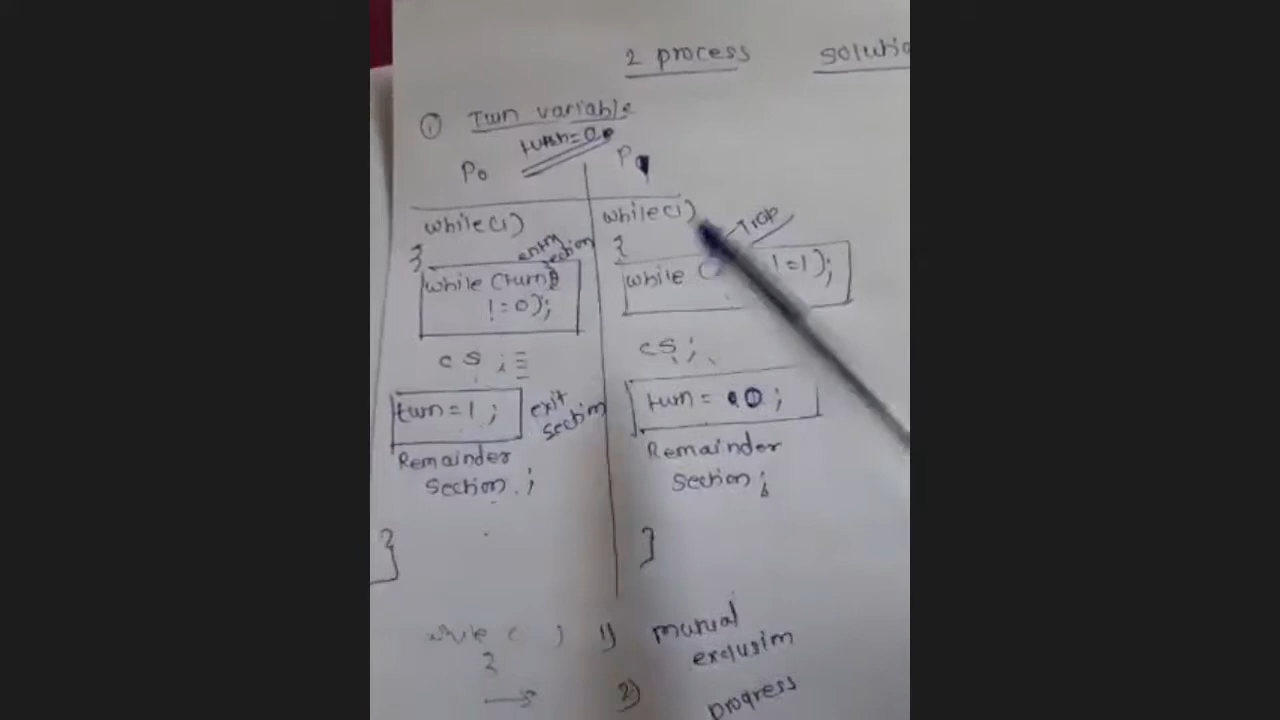 2 process solutio
① Turn variable
turn=0
P0 P
while(1) while(1)
{ entry section { Trap
while (turn while ( !=1);
!=0);
cs ; cs ;
turn=1 ; exit section turn = 0 ;
Remainder Remainder
section ; section ;
} }
while ( ) 1) mutual
exclusion
{
2) progress